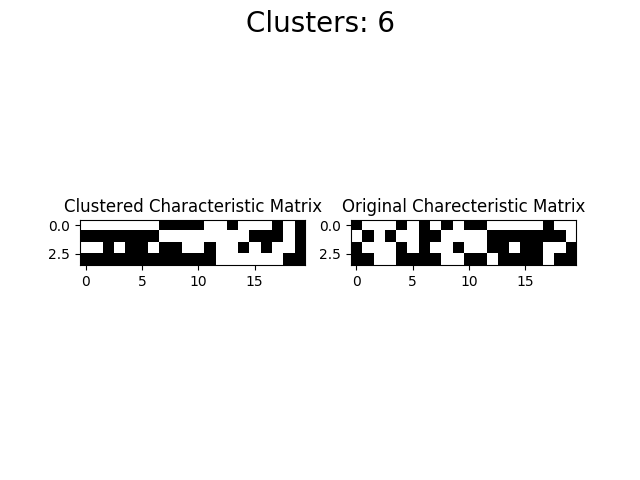 Clusters: 6
Clustered Characteristic Matrix
Original Charecteristic Matrix
0.0
2.5
0 5 10 15
0.0
2.5
0 5 10 15